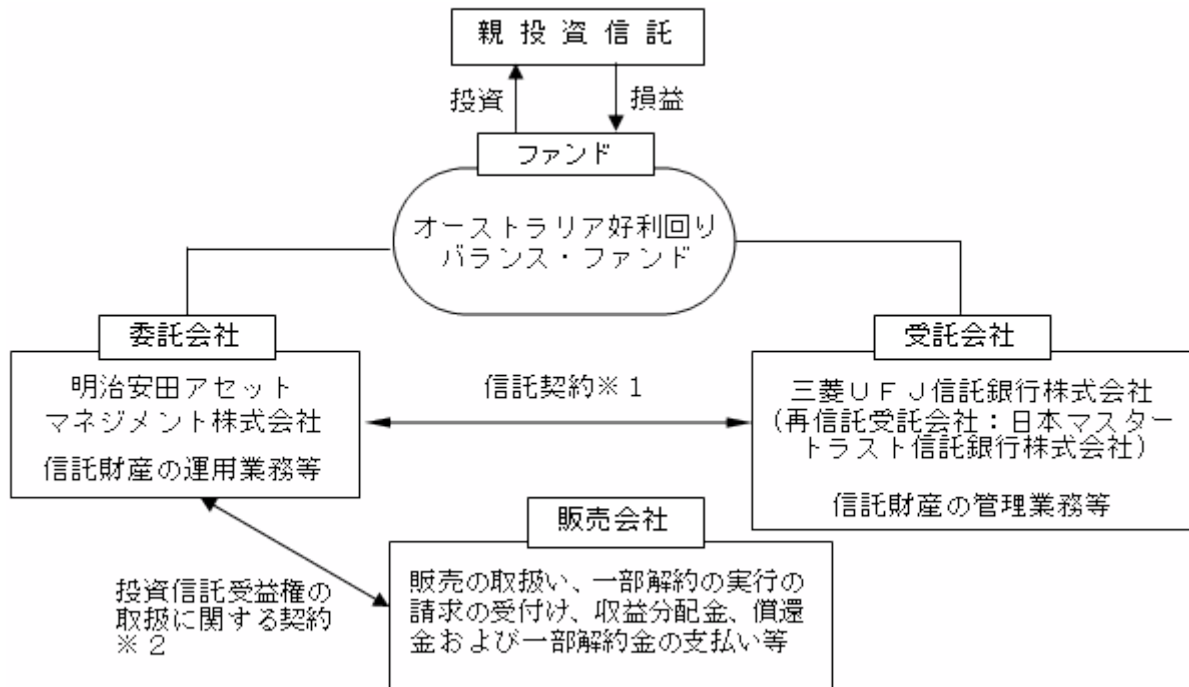 親投資信託
投資
損益
ファンド
オーストラリア好利回り
バランス・ファンド
委託会社
明治安田アセット
マネジメント株式会社
信託財産の運用業務等
信託契約※１
受託会社
三菱ＵＦＪ信託銀行株式会社
（再信託受託会社：日本マスター
トラスト信託銀行株式会社）
信託財産の管理業務等
投資信託受益権の
取扱に関する契約
※２
販売会社
販売の取扱い、一部解約の実行の
請求の受付け、収益分配金、償還
金および一部解約金の支払い等